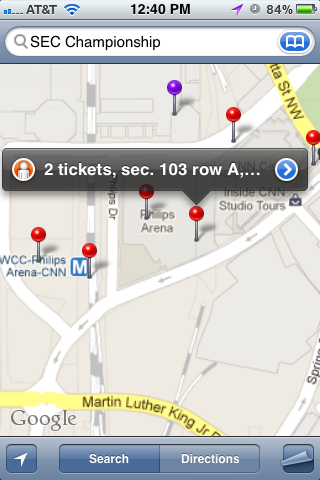 AT&T
12:40 PM
84%
SEC Championship
tta St NW
2 tickets, sec. 103 row A,...
CNN C
Inside CNN
Studio Tours
Philips
Arena
hilips Dr
WCC-Philips
Arena-CNN
M
Spring
Martin Luther King Jr D
Google
Search
Directions